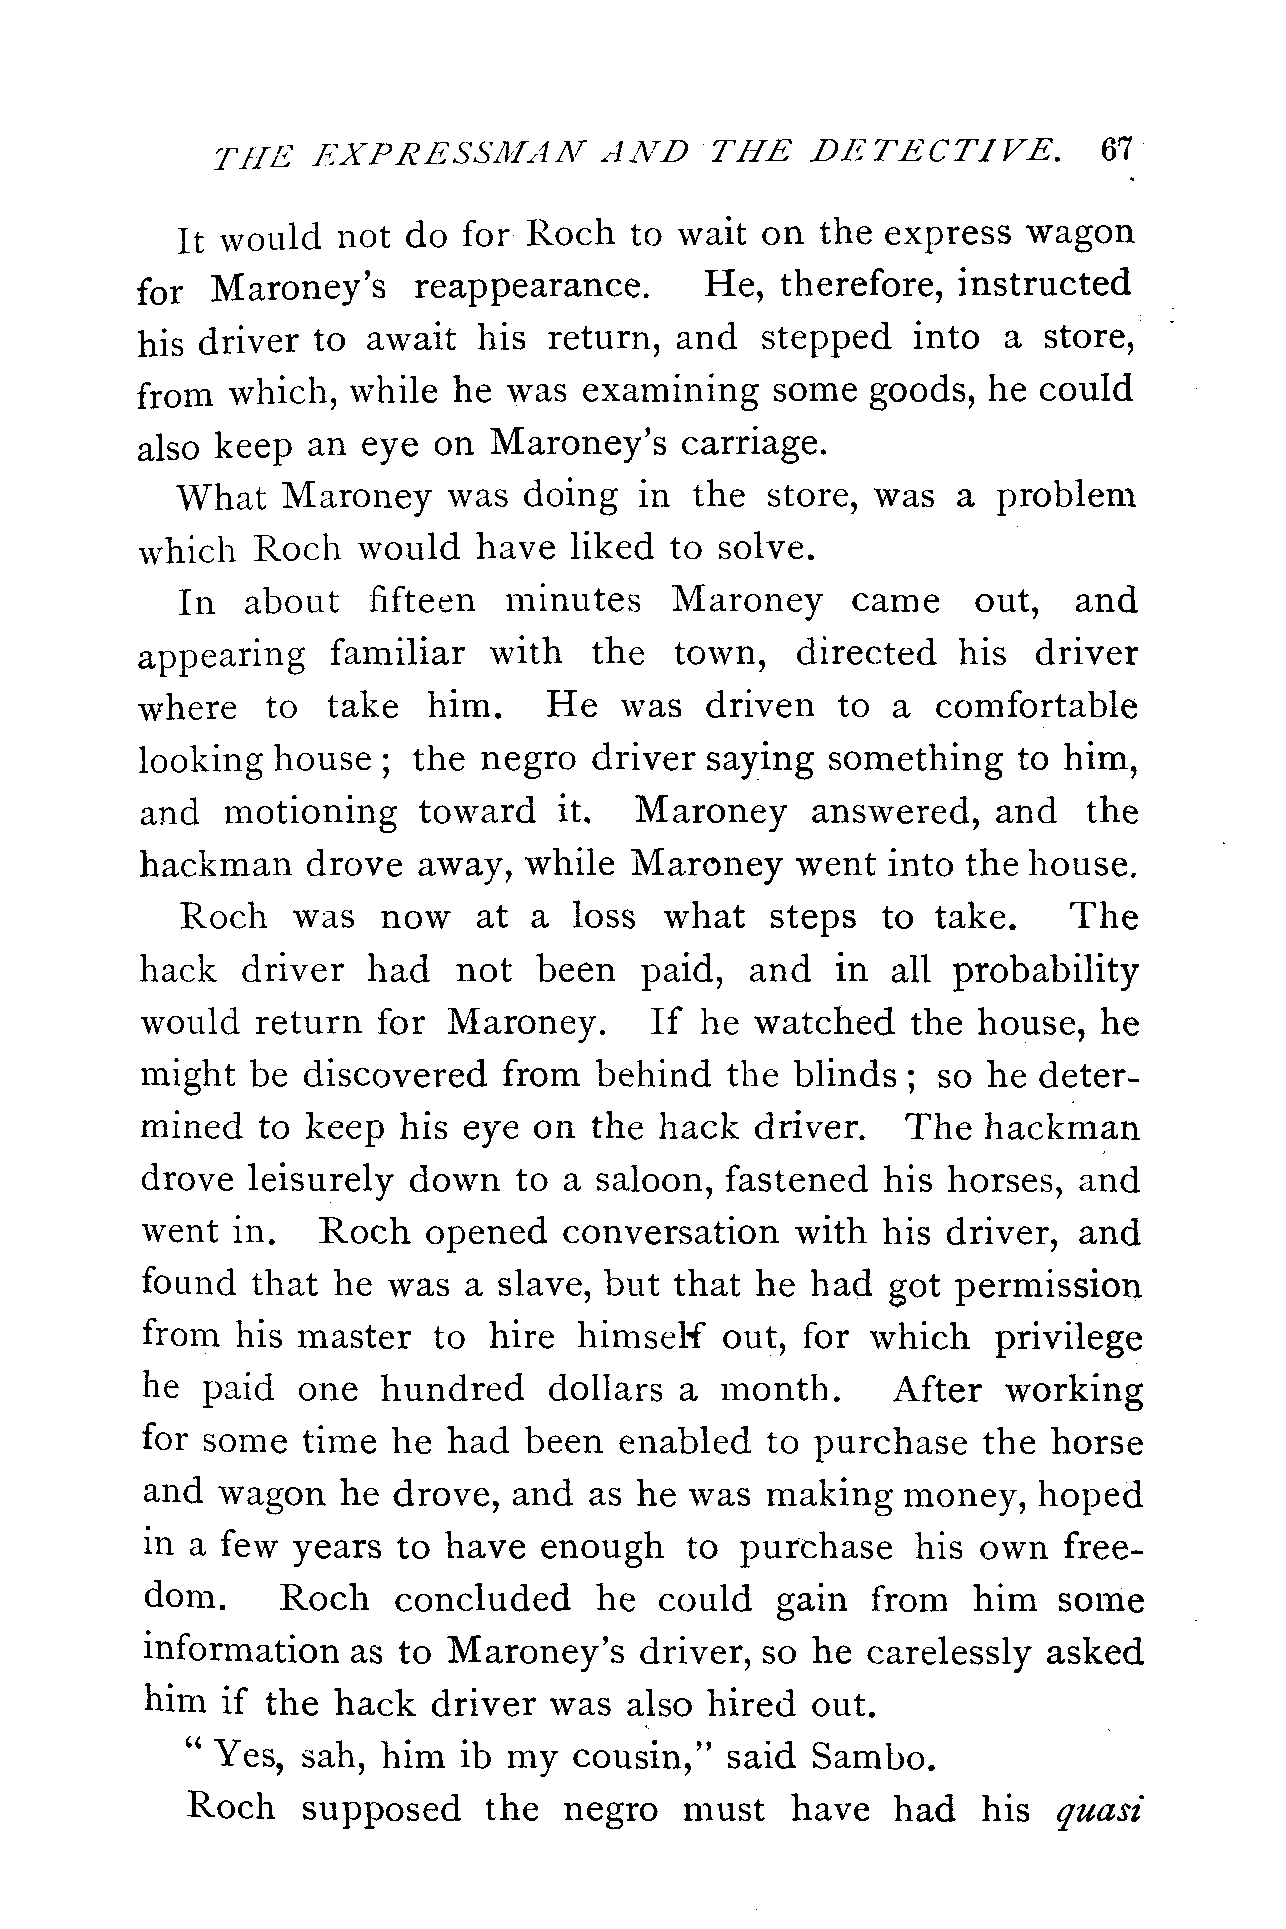 THE EXPRESSMAN AND THE DETECTIVE. 67
It would not do for Roch to wait on the express wagon
for Maroney's reappearance. He, therefore, instructed
his driver to await his return, and stepped into a store,
from which, while he was examining some goods, he could
also keep an eye on Maroney's carriage.
What Maroney was doing in the store, was a problem
which Roch would have liked to solve.
In about fifteen minutes Maroney came out, and
appearing familiar with the town, directed his driver
where to take him. He was driven to a comfortable
looking house ; the negro driver saying something to him,
and motioning toward it. Maroney answered, and the
hackman drove away, while Maroney went into the house.
Roch was now at a loss what steps to take. The
hack driver had not been paid, and in all probability
would return for Maroney. If he watched the house, he
might be discovered from behind the blinds ; so he deter-
mined to keep his eye on the hack driver. The hackman
drove leisurely down to a saloon, fastened his horses, and
went in. Roch opened conversation with his driver, and
found that he was a slave, but that he had got permission
from his master to hire himself out, for which privilege
he paid one hundred dollars a month. After working
for some time he had been enabled to purchase the horse
and wagon he drove, and as he was making money, hoped
in a few years to have enough to purchase his own free-
dom. Roch concluded he could gain from him some
information as to Maroney's driver, so he carelessly asked
him if the hack driver was also hired out.
" Yes, sah, him ib my cousin," said Sambo.
Roch supposed the negro must have had his quasi